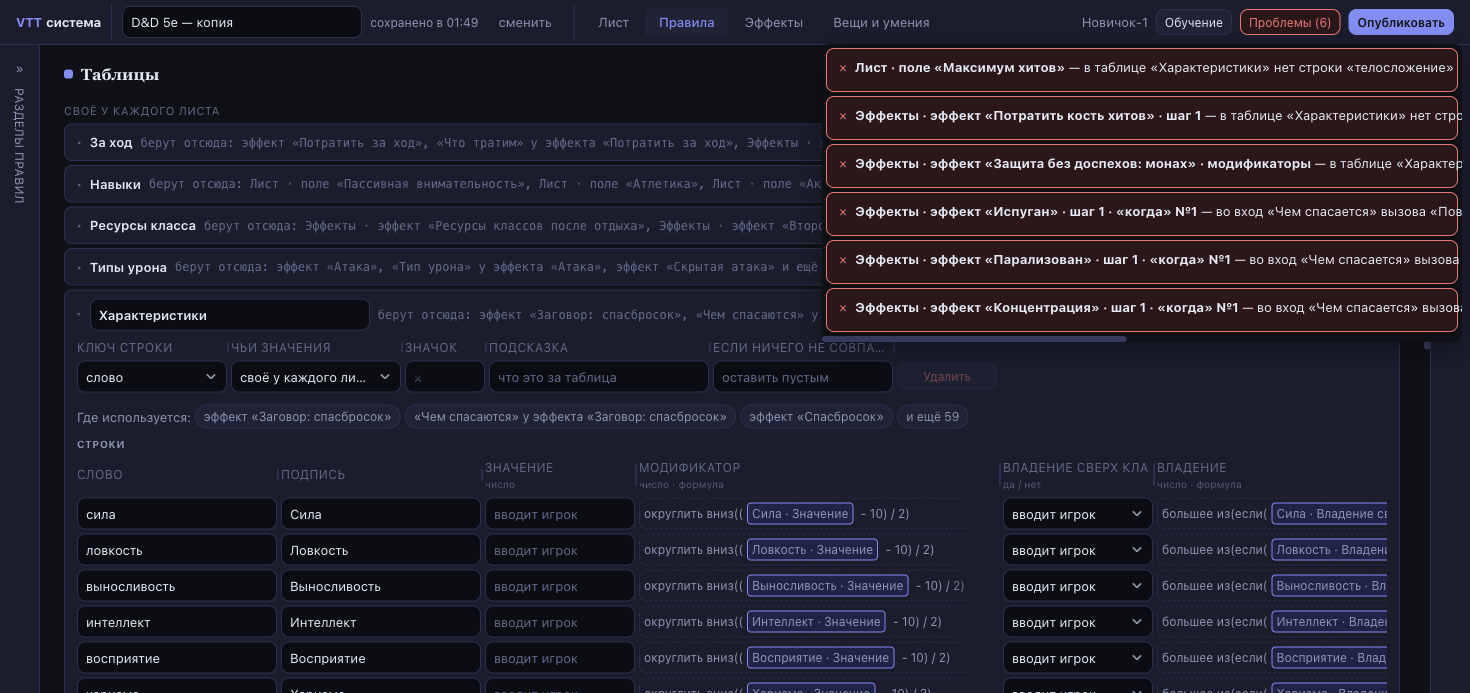 VTT система
D&D 5e — копия
сохранено в 01:49
сменить
Лист
Правила
Эффекты
Вещи и умения
Новичок-1
Обучение
Проблемы (6)
Опубликовать
»
РАЗДЕЛЫ ПРАВИЛ
Таблицы
СВОЁ У КАЖДОГО ЛИСТА
За ход берут отсюда: эффект «Потратить за ход», «Что тратим» у эффекта «Потратить за ход», Эффекты ·
Навыки берут отсюда: Лист · поле «Пассивная внимательность», Лист · поле «Атлетика», Лист · поле «Ак
Ресурсы класса берут отсюда: Эффекты · эффект «Ресурсы классов после отдыха», Эффекты · эффект «Второ
Типы урона берут отсюда: эффект «Атака», «Тип урона» у эффекта «Атака», эффект «Скрытая атака» и ещё
× Лист · поле «Максимум хитов» — в таблице «Характеристики» нет строки «телосложение»
× Эффекты · эффект «Потратить кость хитов» · шаг 1 — в таблице «Характеристики» нет стро
× Эффекты · эффект «Защита без доспехов: монах» · модификаторы — в таблице «Характер
× Эффекты · эффект «Испуган» · шаг 1 · «когда» №1 — во вход «Чем спасается» вызова «Пов
× Эффекты · эффект «Парализован» · шаг 1 · «когда» №1 — во вход «Чем спасается» вызова
× Эффекты · эффект «Концентрация» · шаг 1 · «когда» №1 — во вход «Чем спасается» вызов
Характеристики берут отсюда: эффект «Заговор: спасбросок», «Чем спасаются» у
КЛЮЧ СТРОКИ ЧЬИ ЗНАЧЕНИЯ ЗНАЧОК ПОДСКАЗКА ЕСЛИ НИЧЕГО НЕ СОВПА...
слово своё у каждого ли... что это за таблица оставить пустым Удалить
Где используется: эффект «Заговор: спасбросок» «Чем спасаются» у эффекта «Заговор: спасбросок» эффект «Спасбросок» и ещё 59
СТРОКИ
СЛОВО ПОДПИСЬ ЗНАЧЕНИЕ МОДИФИКАТОР ВЛАДЕНИЕ СВЕРХ КЛА ВЛАДЕНИЕ
число число · формула да / нет число · формула
сила Сила вводит игрок округлить вниз(( Сила · Значение - 10) / 2) вводит игрок большее из(если( Сила · Владение св
ловкость Ловкость вводит игрок округлить вниз(( Ловкость · Значение - 10) / 2) вводит игрок большее из(если( Ловкость · Владени
выносливость Выносливость вводит игрок округлить вниз(( Выносливость · Значение - 10) / 2) вводит игрок большее из(если( Выносливость · Вл
интеллект Интеллект вводит игрок округлить вниз(( Интеллект · Значение - 10) / 2) вводит игрок большее из(если( Интеллект · Владен
восприятие Восприятие вводит игрок округлить вниз(( Восприятие · Значение - 10) / 2) вводит игрок большее из(если( Восприятие · Влад